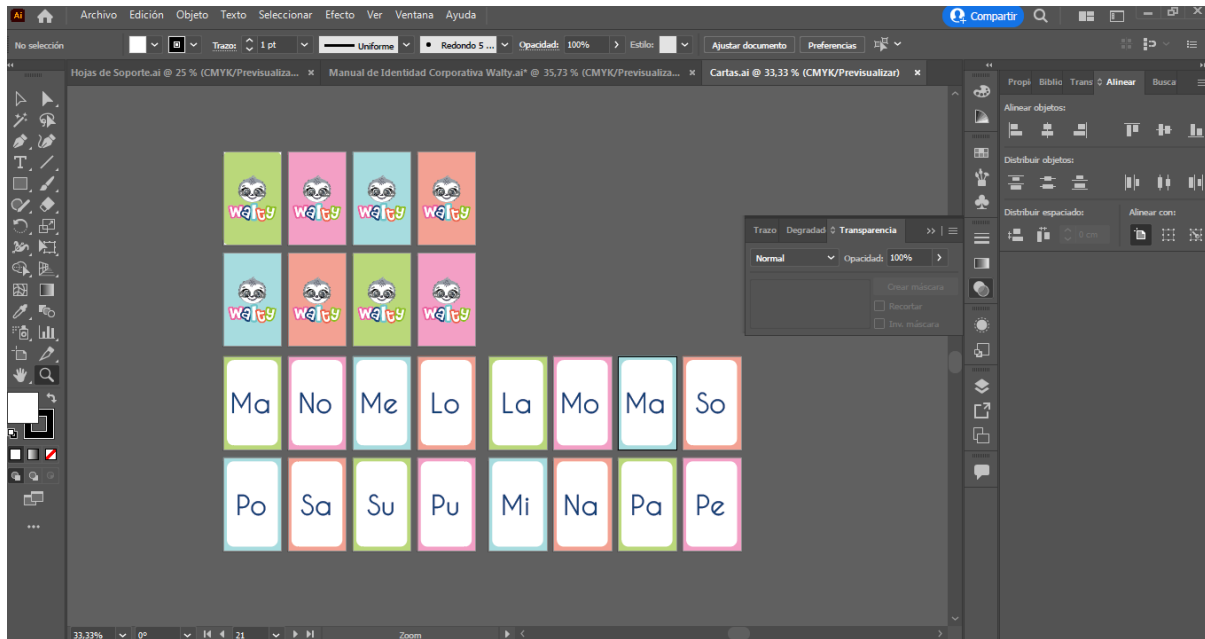 Ai Archivo Edición Objeto Texto Seleccionar Efecto Ver Ventana Ayuda Compartir
No selección Trazo: 1 pt Uniforme Redondo 5 ... Opacidad: 100% Estilo: Ajustar documento Preferencias
Hojas de Soporte.ai @ 25 % (CMYK/Previsualiza... × Manual de Identidad Corporativa Walty.ai* @ 35,73 % (CMYK/Previsualiza... × Cartas.ai @ 33,33 % (CMYK/Previsualizar) ×
Propi Biblio Trans Alinear Busca
Alinear objetos:
Distribuir objetos:
Distribuir espaciado: Alinear con:
0 cm
walty walty walty walty
Trazo Degradad Transparencia
Normal Opacidad: 100%
Crear máscara
Recortar
Inv. máscara
walty walty walty walty
Ma No Me Lo La Mo Ma So
Po Sa Su Pu Mi Na Pa Pe
33,33% 0° 21 Zoom